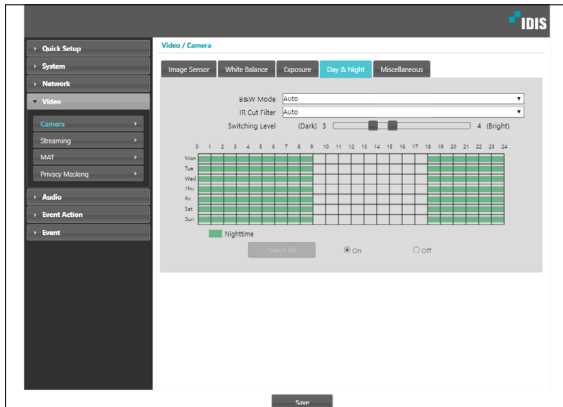 IDIS
Quick Setup
System
Network
Video
Camera
Streaming
MAT
Privacy Masking
Audio
Event Action
Event
Video / Camera
Image Sensor White Balance Exposure Day & Night Miscellaneous
B&W Mode Auto
IR Cut Filter Auto
Switching Level (Dark) 3 4 (Bright)
0 1 2 3 4 5 6 7 8 9 10 11 12 13 14 15 16 17 18 19 20 21 22 23 24
Mon
Tue
Wed
Thu
Fri
Sat
Sun
Nighttime
Select All On Off
Save